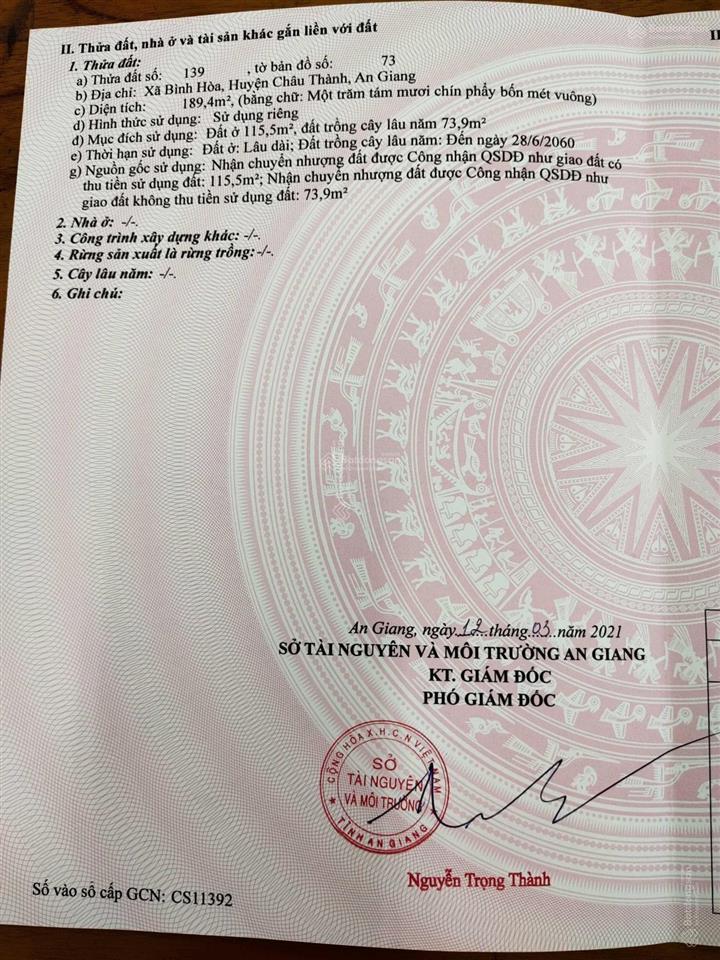 II. Thửa đất, nhà ở và tài sản khác gắn liền với đất
1. Thửa đất:
a) Thửa đất số: 139 , tờ bản đồ số: 73
b) Địa chỉ: Xã Bình Hòa, Huyện Châu Thành, An Giang
c) Diện tích: 189,4m², (bằng chữ: Một trăm tám mươi chín phẩy bốn mét vuông)
d) Hình thức sử dụng: Sử dụng riêng
đ) Mục đích sử dụng: Đất ở 115,5m², đất trồng cây lâu năm 73,9m²
e) Thời hạn sử dụng: Đất ở: Lâu dài; Đất trồng cây lâu năm: Đến ngày 28/6/2060
g) Nguồn gốc sử dụng: Nhận chuyển nhượng đất được Công nhận QSDĐ như giao đất có
thu tiền sử dụng đất: 115,5m²; Nhận chuyển nhượng đất được Công nhận QSDĐ như
giao đất không thu tiền sử dụng đất: 73,9m²
2. Nhà ở: -/-.
3. Công trình xây dựng khác: -/-.
4. Rừng sản xuất là rừng trồng: -/-.
5. Cây lâu năm: -/-.
6. Ghi chú:
Batdongsan
An Giang, ngày 12 tháng 03 năm 2021
SỞ TÀI NGUYÊN VÀ MÔI TRƯỜNG AN GIANG
KT. GIÁM ĐỐC
PHÓ GIÁM ĐỐC
CỘNG HÒA X.H.C.N VIỆT NAM
SỞ
TÀI NGUYÊN
VÀ MÔI TRƯỜNG
TỈNH AN GIANG
Nguyễn Trọng Thành
Số vào sổ cấp GCN: CS11392